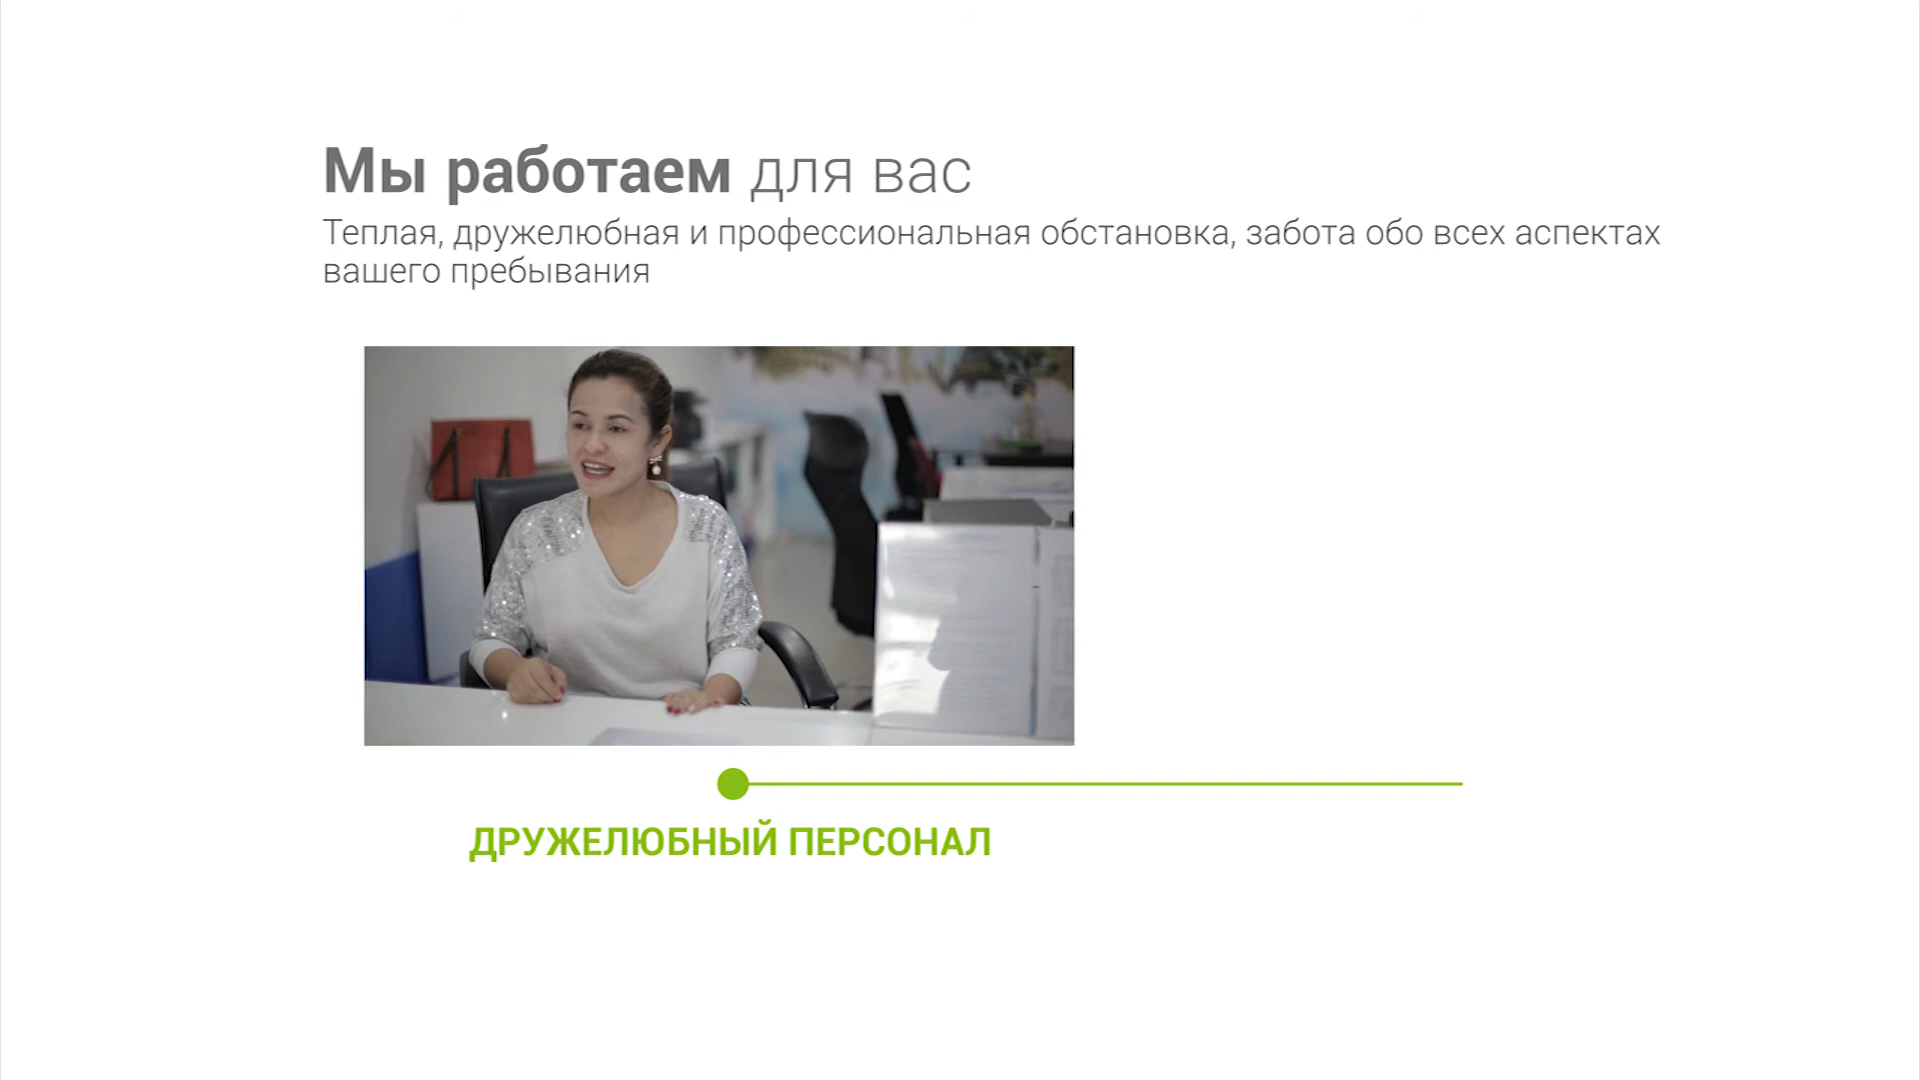 Мы работаем для вас
Теплая, дружелюбная и профессиональная обстановка, забота обо всех аспектах
вашего пребывания
ДРУЖЕЛЮБНЫЙ ПЕРСОНАЛ